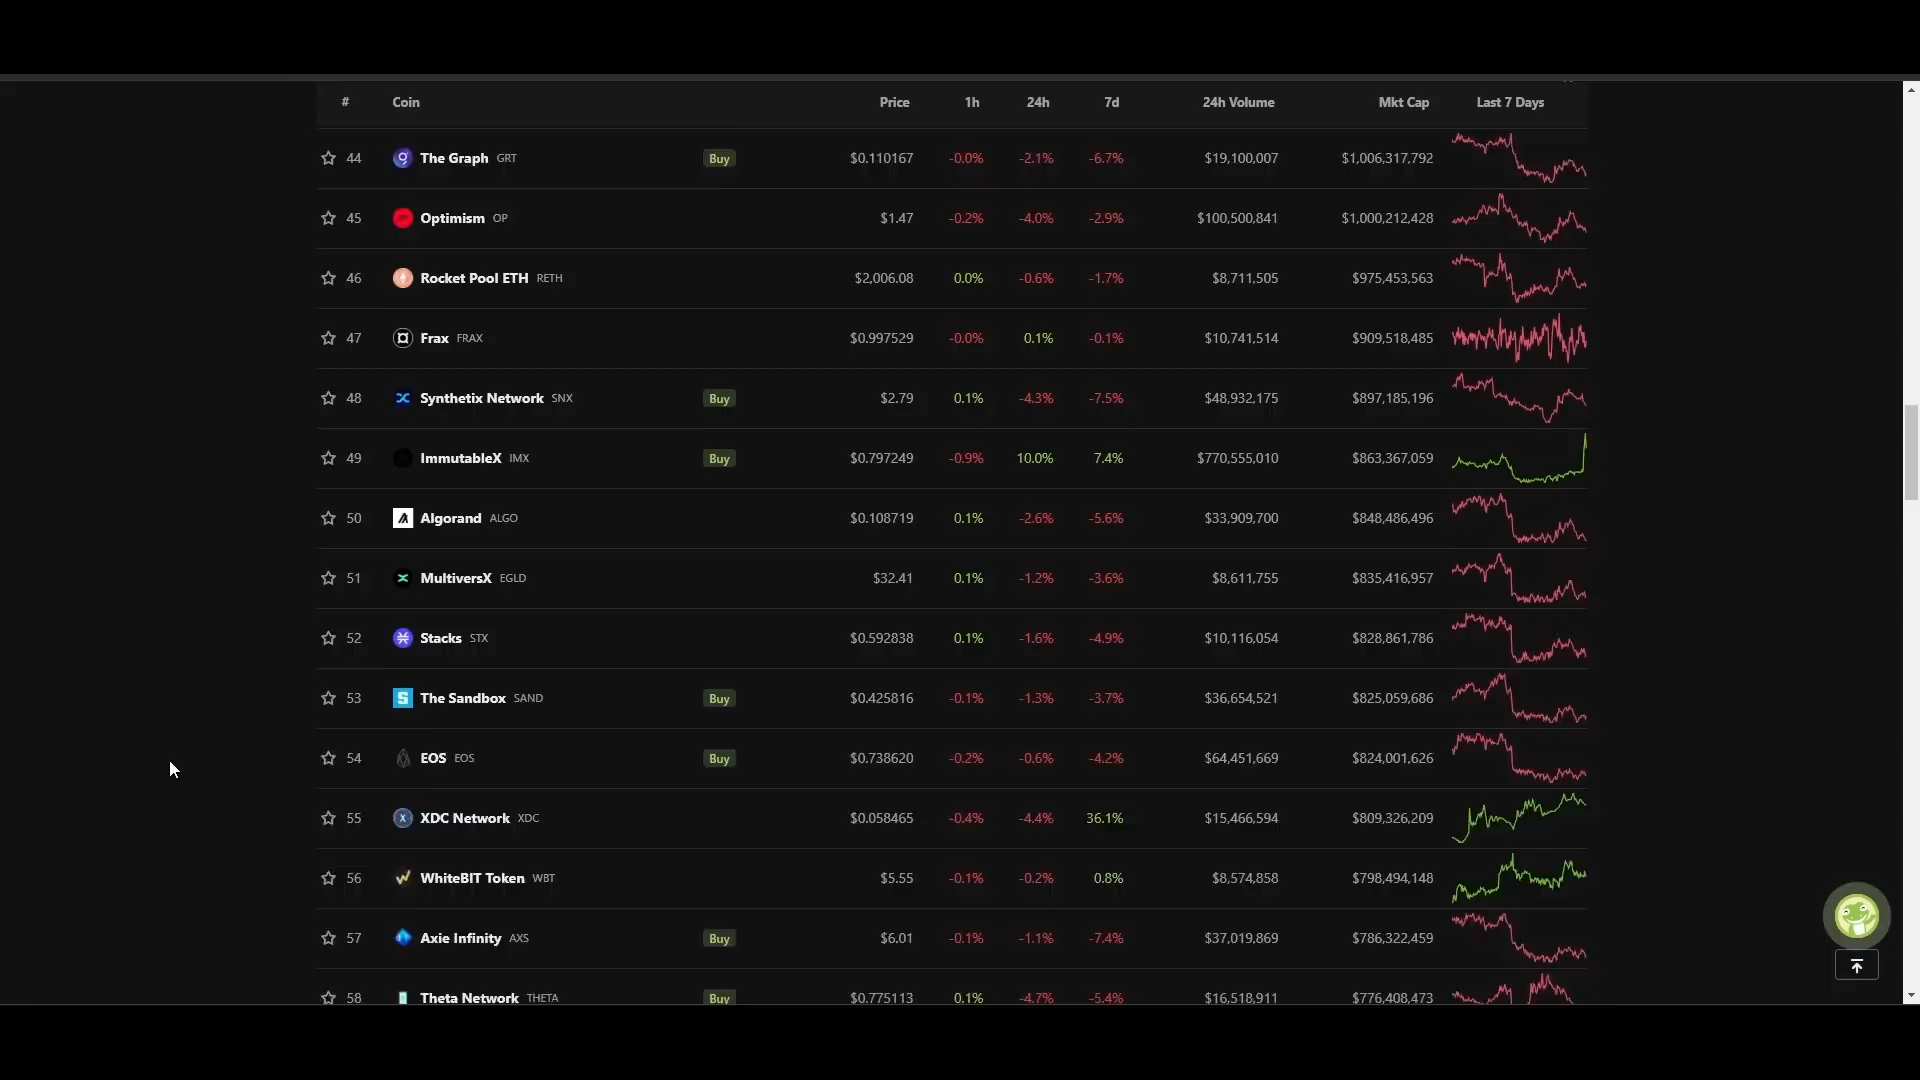 # Coin Price 1h 24h 7d 24h Volume Mkt Cap Last 7 Days
44 The Graph GRT Buy $0.110167 -0.0% -2.1% -6.7% $19,100,007 $1,006,317,792
45 Optimism OP $1.47 -0.2% -4.0% -2.9% $100,500,841 $1,000,212,428
46 Rocket Pool ETH RETH $2,006.08 0.0% -0.6% -1.7% $8,711,505 $975,453,563
47 Frax FRAX $0.997529 -0.0% 0.1% -0.1% $10,741,514 $909,518,485
48 Synthetix Network SNX Buy $2.79 0.1% -4.3% -7.5% $48,932,175 $897,185,196
49 ImmutableX IMX Buy $0.797249 -0.9% 10.0% 7.4% $770,555,010 $863,367,059
50 Algorand ALGO $0.108719 0.1% -2.6% -5.6% $33,909,700 $848,486,496
51 MultiversX EGLD $32.41 0.1% -1.2% -3.6% $8,611,755 $835,416,957
52 Stacks STX $0.592838 0.1% -1.6% -4.9% $10,116,054 $828,861,786
53 The Sandbox SAND Buy $0.425816 -0.1% -1.3% -3.7% $36,654,521 $825,059,686
54 EOS EOS Buy $0.738620 -0.2% -0.6% -4.2% $64,451,669 $824,001,626
55 XDC Network XDC $0.058465 -0.4% -4.4% 36.1% $15,466,594 $809,326,209
56 WhiteBIT Token WBT $5.55 -0.1% -0.2% 0.8% $8,574,858 $798,494,148
57 Axie Infinity AXS Buy $6.01 -0.1% -1.1% -7.4% $37,019,869 $786,322,459
58 Theta Network THETA Buy $0.775113 0.1% -4.7% -5.4% $16,518,911 $776,408,473